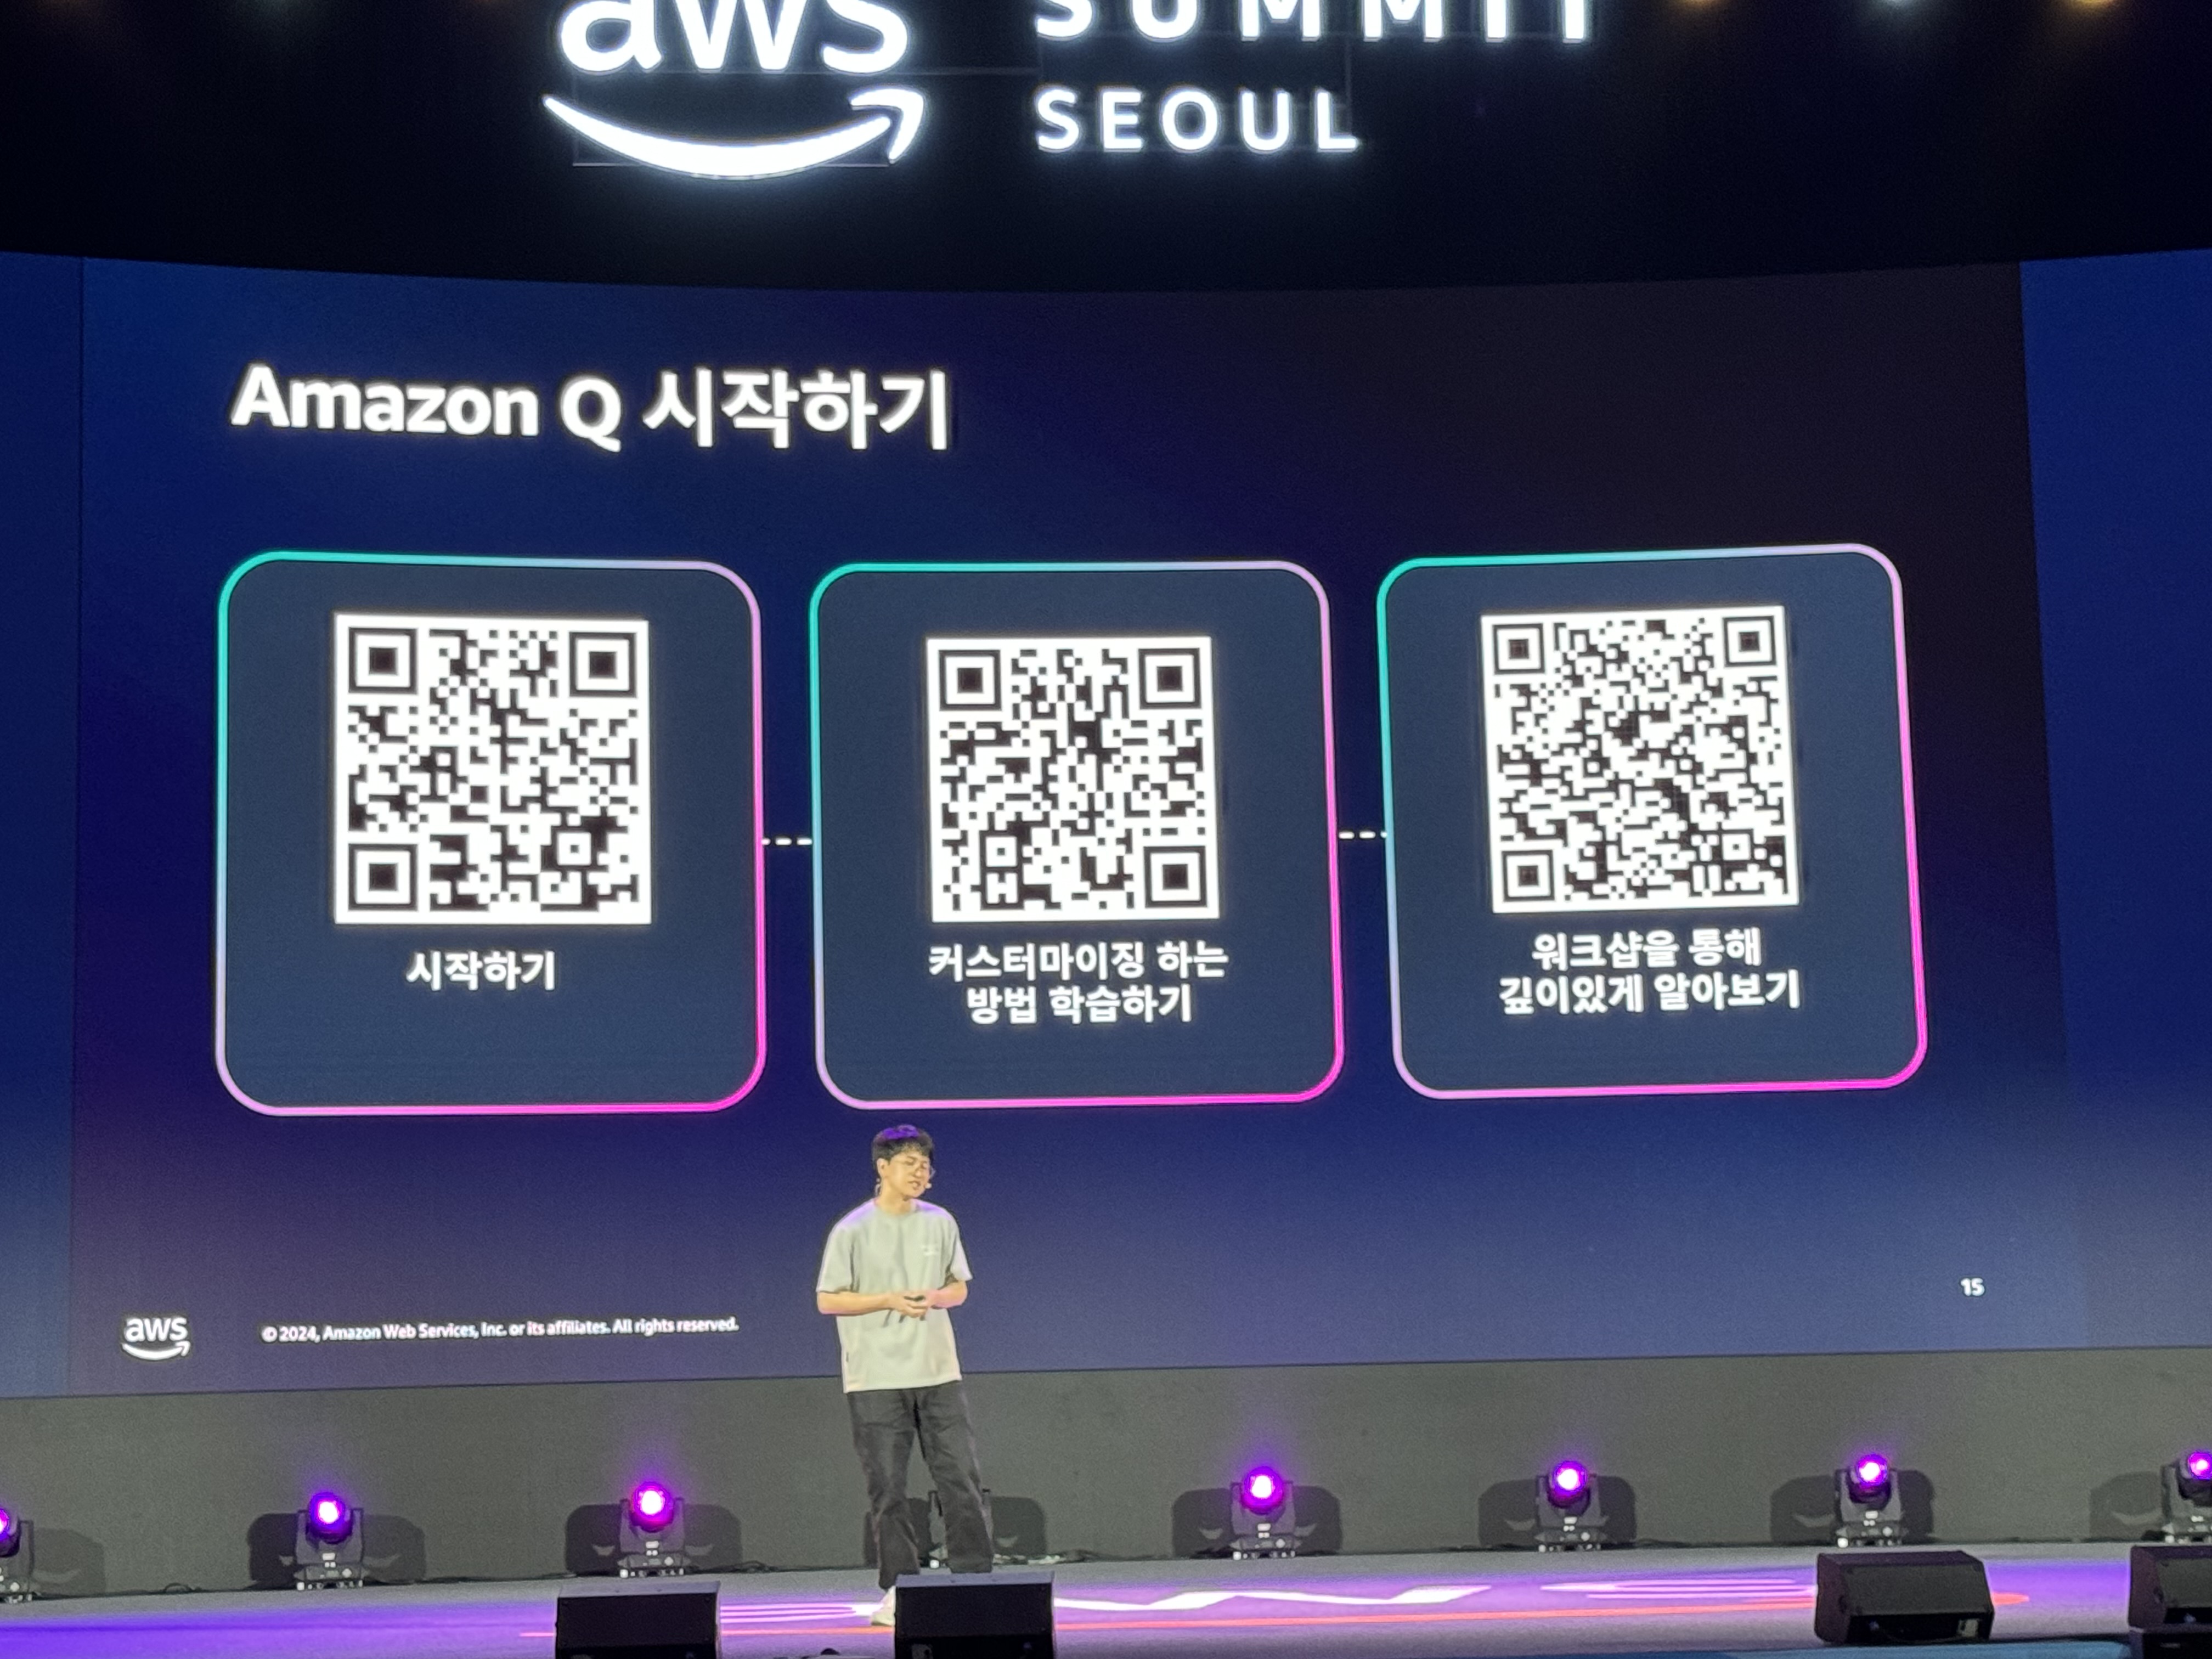 aws SUMMIT
SEOUL
Amazon Q 시작하기
시작하기
커스터마이징 하는
방법 학습하기
워크샵을 통해
깊이있게 알아보기
15
aws
© 2024, Amazon Web Services, Inc. or its affiliates. All rights reserved.